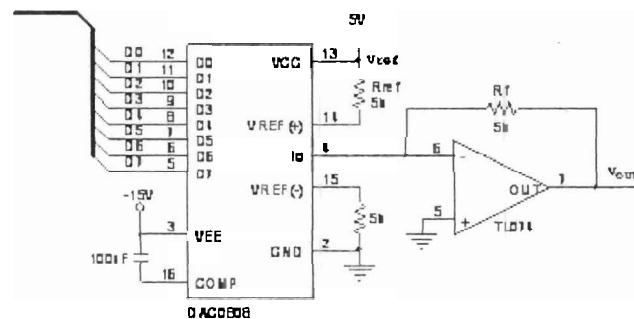 5V
D0 12 D0 VCC 13 Vref
D1 11 D1
D2 10 D2 Rref
D3 9 D3 5k
D4 8 D4 VREF(+) 14
D5 7 D5 Rf
D6 6 D6 Io 4 5k
D7 5 D7 6 -
VREF(-) 15 OUT 7 Vout
-15V 5 +
3 VEE 5k TL074
GND 2
100nF
16 COMP
DAC0808